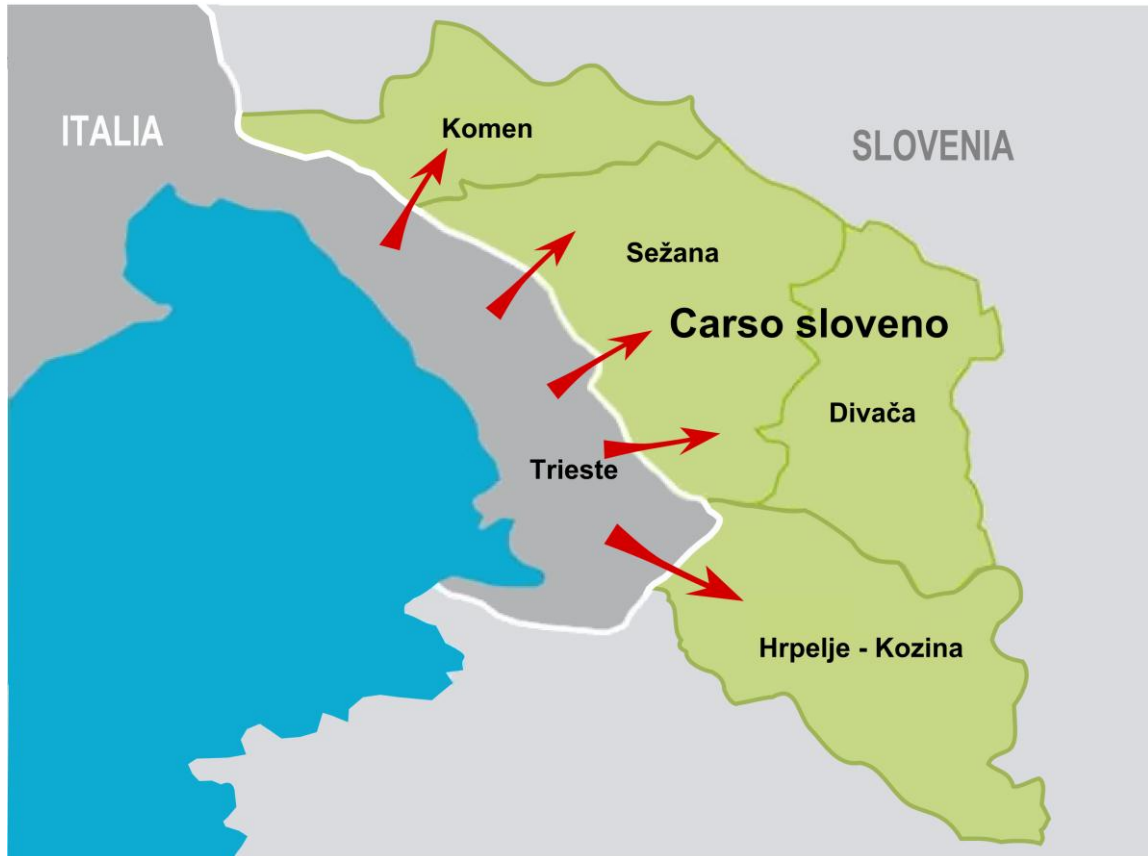 Komen
ITALIA
SLOVENIA
Sežana
Carso sloveno
Divača
Trieste
Hrpelje - Kozina